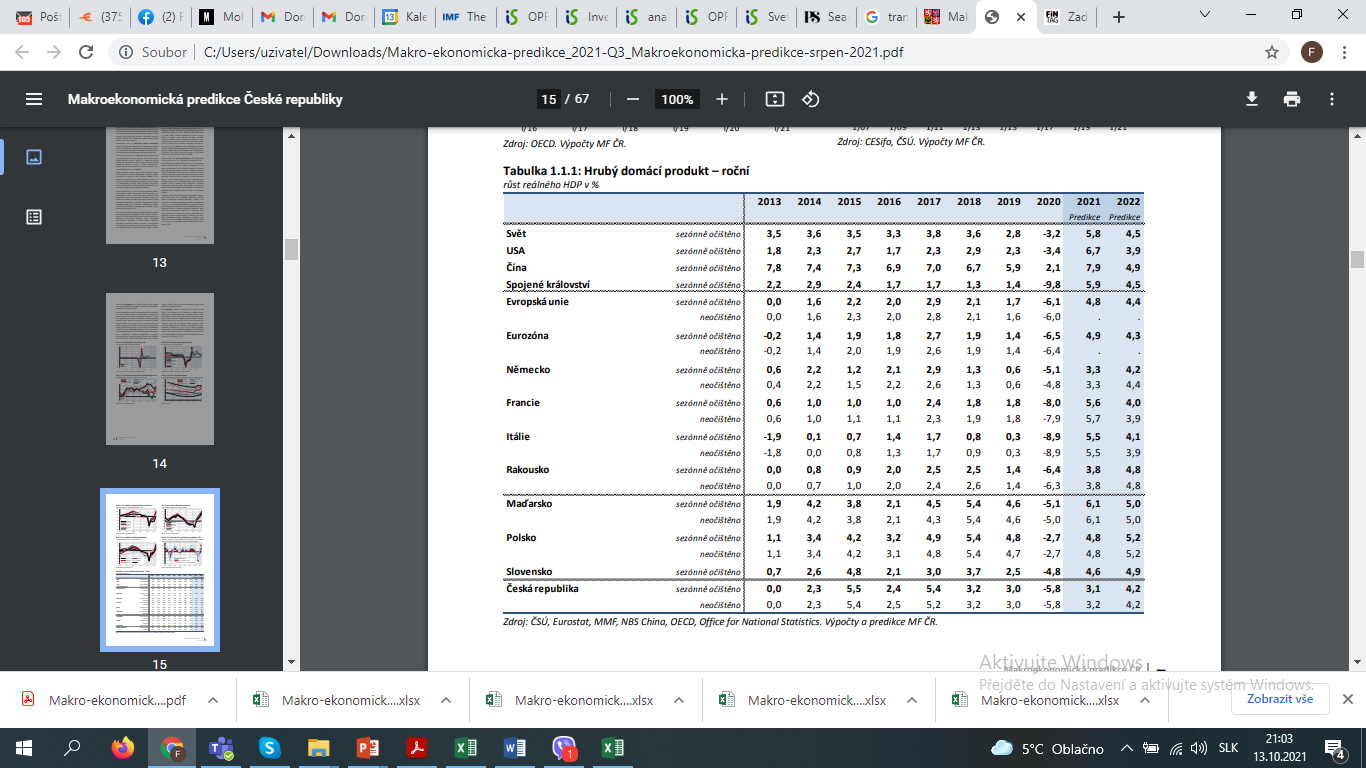 Pošt (375 (2) F Moh Dor Dor Kale IMF The OPF Inve ana OPF Svet Sea tran Mak Zad
Soubor C:/Users/uzivatel/Downloads/Makro-ekonomicka-predikce_2021-Q3_Makroekonomicka-predikce-srpen-2021.pdf F
Makroekonomická predikce České republiky 15 / 67 100%
13
14
15
I/16 I/17 I/18 I/19 I/20 I/21 1/07 1/09 1/11 1/13 1/15 1/17 1/19 1/21
Zdroj: OECD. Výpočty MF ČR. Zdroj: CESifo, ČSÚ. Výpočty MF ČR.
Tabulka 1.1.1: Hrubý domácí produkt – roční
růst reálného HDP v %
2013 2014 2015 2016 2017 2018 2019 2020 2021 2022
Predikce Predikce
Svět sezónně očištěno 3,5 3,6 3,5 3,3 3,8 3,6 2,8 -3,2 5,8 4,5
USA sezónně očištěno 1,8 2,3 2,7 1,7 2,3 2,9 2,3 -3,4 6,7 3,9
Čína sezónně očištěno 7,8 7,4 7,3 6,9 7,0 6,7 5,9 2,1 7,9 4,9
Spojené království sezónně očištěno 2,2 2,9 2,4 1,7 1,7 1,3 1,4 -9,8 5,9 4,5
Evropská unie sezónně očištěno 0,0 1,6 2,2 2,0 2,9 2,1 1,7 -6,1 4,8 4,4
neočištěno 0,0 1,6 2,3 2,0 2,8 2,1 1,6 -6,0 . .
Eurozóna sezónně očištěno -0,2 1,4 1,9 1,8 2,7 1,9 1,4 -6,5 4,9 4,3
neočištěno -0,2 1,4 2,0 1,9 2,6 1,9 1,4 -6,4 . .
Německo sezónně očištěno 0,6 2,2 1,2 2,1 2,9 1,3 0,6 -5,1 3,3 4,2
neočištěno 0,4 2,2 1,5 2,2 2,6 1,3 0,6 -4,8 3,3 4,4
Francie sezónně očištěno 0,6 1,0 1,0 1,0 2,4 1,8 1,8 -8,0 5,6 4,0
neočištěno 0,6 1,0 1,1 1,1 2,3 1,9 1,8 -7,9 5,7 3,9
Itálie sezónně očištěno -1,9 0,1 0,7 1,4 1,7 0,8 0,3 -8,9 5,5 4,1
neočištěno -1,8 0,0 0,8 1,3 1,7 0,9 0,3 -8,9 5,5 3,9
Rakousko sezónně očištěno 0,0 0,8 0,9 2,0 2,5 2,5 1,4 -6,4 3,8 4,8
neočištěno 0,0 0,7 1,0 2,0 2,4 2,6 1,4 -6,3 3,8 4,8
Maďarsko sezónně očištěno 1,9 4,2 3,8 2,1 4,5 5,4 4,6 -5,1 6,1 5,0
neočištěno 1,9 4,2 3,8 2,1 4,3 5,4 4,6 -5,0 6,1 5,0
Polsko sezónně očištěno 1,1 3,4 4,2 3,2 4,9 5,4 4,8 -2,7 4,8 5,2
neočištěno 1,1 3,4 4,2 3,1 4,8 5,4 4,7 -2,7 4,8 5,2
Slovensko sezónně očištěno 0,7 2,6 4,8 2,1 3,0 3,7 2,5 -4,8 4,6 4,9
Česká republika sezónně očištěno 0,0 2,3 5,5 2,4 5,4 3,2 3,0 -5,8 3,1 4,2
neočištěno 0,0 2,3 5,4 2,5 5,2 3,2 3,0 -5,8 3,2 4,2
Zdroj: ČSÚ, Eurostat, MMF, NBS China, OECD, Office for National Statistics. Výpočty a predikce MF ČR.
Makroekonomická predikce ČR
Aktivujte Windows
Přejděte do Nastavení a aktivujte systém Windows.
Makro-ekonomick....pdf Makro-ekonomick....xlsx Makro-ekonomick....xlsx Makro-ekonomick....xlsx Makro-ekonomick....xlsx Zobrazit vše
5°C Oblačno SLK 21:03
13.10.2021 4